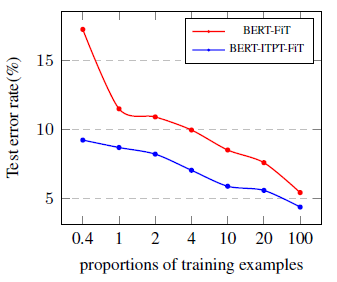 BERT-FiT
BERT-ITPT-FiT
Test error rate(%)
15
10
5
0.4 1 2 4 10 20 100
proportions of training examples